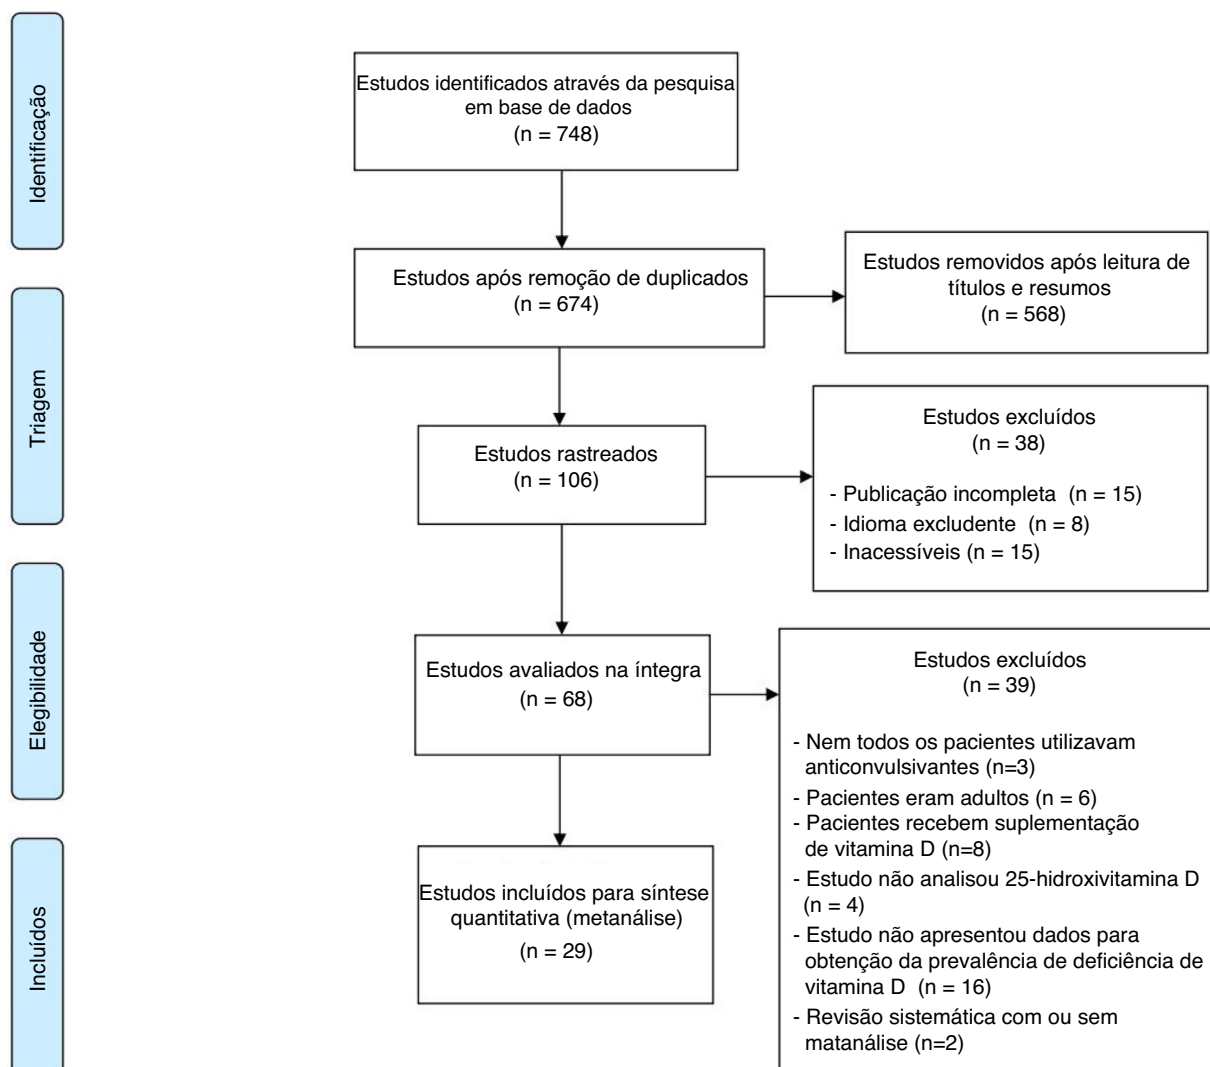 Identificação
Estudos identificados através da pesquisa
em base de dados
(n = 748)
Estudos após remoção de duplicados
(n = 674)
Estudos removidos após leitura de
títulos e resumos
(n = 568)
Triagem
Estudos rastreados
(n = 106)
Estudos excluídos
(n = 38)
- Publicação incompleta (n = 15)
- Idioma excludente (n = 8)
- Inacessíveis (n = 15)
Elegibilidade
Estudos avaliados na íntegra
(n = 68)
Estudos excluídos
(n = 39)
- Nem todos os pacientes utilizavam
anticonvulsivantes (n=3)
- Pacientes eram adultos (n = 6)
- Pacientes recebem suplementação
de vitamina D (n=8)
- Estudo não analisou 25-hidroxivitamina D
(n = 4)
- Estudo não apresentou dados para
obtenção da prevalência de deficiência de
vitamina D (n = 16)
- Revisão sistemática com ou sem
matanálise (n=2)
Incluídos
Estudos incluídos para síntese
quantitativa (metanálise)
(n = 29)